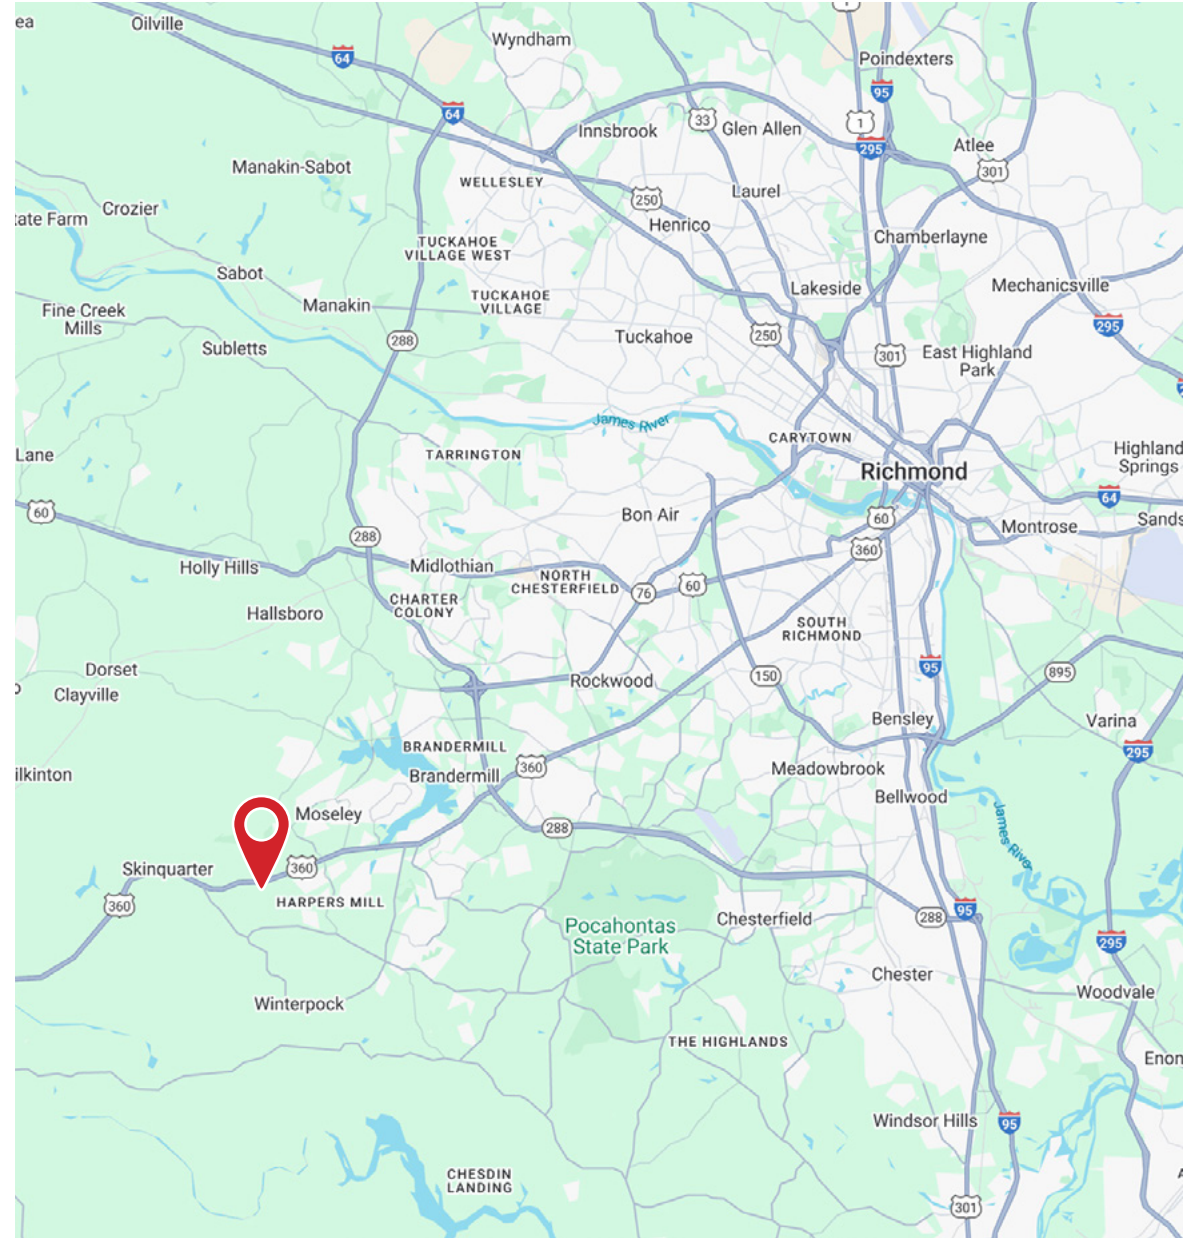 ea
Oilville
Wyndham
1
64
Poindexters
95
64
33
Glen Allen
1
Innsbrook
295
Atlee
301
Manakin-Sabot
WELLESLEY
250
Laurel
Crozier
tate Farm
Henrico
Chamberlayne
TUCKAHOE
VILLAGE WEST
Sabot
Lakeside
Mechanicsville
TUCKAHOE
VILLAGE
Manakin
Fine Creek
Mills
295
Tuckahoe
250
288
Subletts
301
East Highland
Park
James River
CARYTOWN
Lane
TARRINGTON
Richmond
Highland
Springs
64
60
Bon Air
60
Montrose
Sands
288
360
Holly Hills
Midlothian
NORTH
CHESTERFIELD
76
60
CHARTER
COLONY
Hallsboro
SOUTH
RICHMOND
Dorset
Clayville
Rockwood
150
95
895
Bensley
Varina
BRANDERMILL
Brandermill
360
295
ilkinton
Meadowbrook
Bellwood
Moseley
288
James River
Skinquarter
360
360
HARPERS MILL
Pocahontas
State Park
Chesterfield
288
95
295
Chester
Woodvale
Winterpock
THE HIGHLANDS
Enon
Windsor Hills
95
CHESDIN
LANDING
301